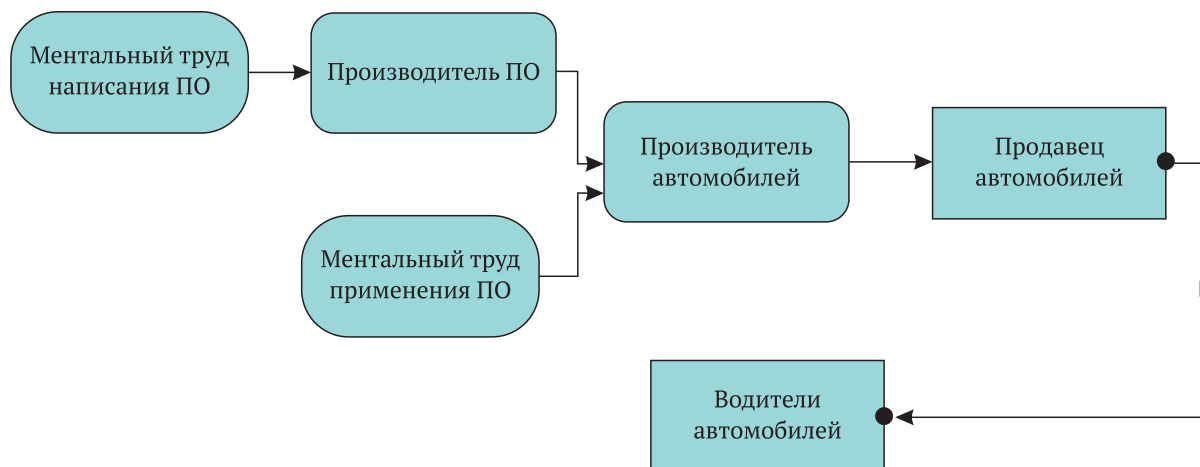 Ментальный труд
написания ПО
Производитель ПО
Производитель
автомобилей
Продавец
автомобилей
Ментальный труд
применения ПО
Водители
автомобилей